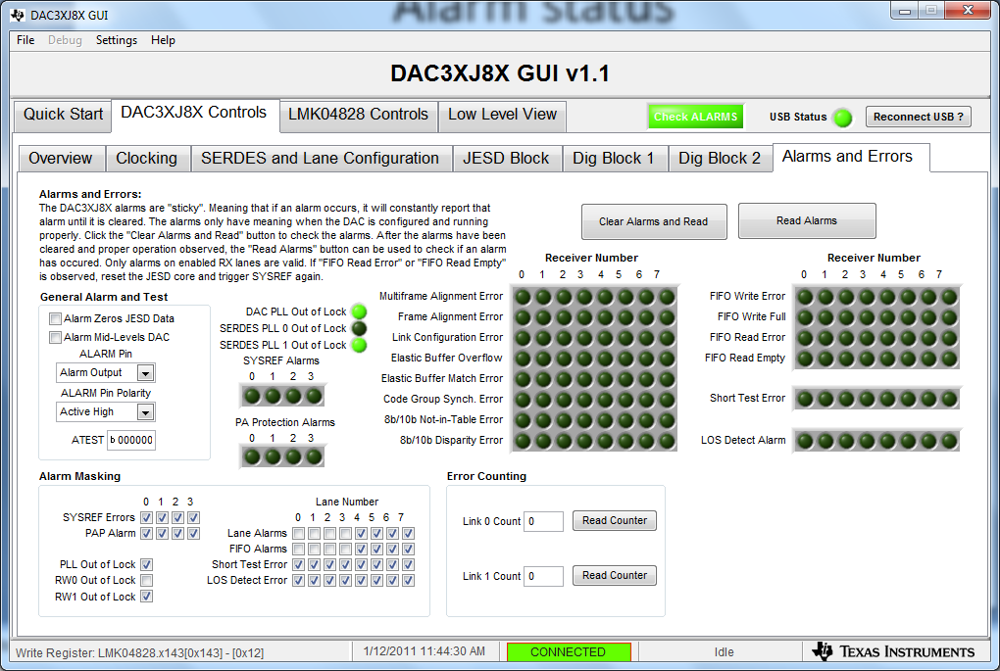 Alarm status
DAC3XJ8X GUI
File Debug Settings Help
DAC3XJ8X GUI v1.1
Quick Start DAC3XJ8X Controls LMK04828 Controls Low Level View
Check ALARMS USB Status Reconnect USB ?
Overview Clocking SERDES and Lane Configuration JESD Block Dig Block 1 Dig Block 2 Alarms and Errors
Alarms and Errors:
The DAC3XJ8X alarms are "sticky". Meaning that if an alarm occurs, it will constantly report that
alarm until it is cleared. The alarms only have meaning when the DAC is configured and running
properly. Click the "Clear Alarms and Read" button to check the alarms. After the alarms have been
cleared and proper operation observed, the "Read Alarms" button can be used to check if an alarm
has occured. Only alarms on enabled RX lanes are valid. If "FIFO Read Error" or "FIFO Read Empty"
is observed, reset the JESD core and trigger SYSREF again.
Clear Alarms and Read Read Alarms
General Alarm and Test
Alarm Zeros JESD Data
Alarm Mid-Levels DAC
ALARM Pin
Alarm Output
ALARM Pin Polarity
Active High
ATEST b 000000
DAC PLL Out of Lock
SERDES PLL 0 Out of Lock
SERDES PLL 1 Out of Lock
SYSREF Alarms
0 1 2 3
PA Protection Alarms
0 1 2 3
Receiver Number
0 1 2 3 4 5 6 7
Multiframe Alignment Error
Frame Alignment Error
Link Configuration Error
Elastic Buffer Overflow
Elastic Buffer Match Error
Code Group Synch. Error
8b/10b Not-in-Table Error
8b/10b Disparity Error
Receiver Number
0 1 2 3 4 5 6 7
FIFO Write Error
FIFO Write Full
FIFO Read Error
FIFO Read Empty
Short Test Error
LOS Detect Alarm
Alarm Masking
0 1 2 3
SYSREF Errors
PAP Alarm
PLL Out of Lock
RW0 Out of Lock
RW1 Out of Lock
Lane Number
0 1 2 3 4 5 6 7
Lane Alarms
FIFO Alarms
Short Test Error
LOS Detect Error
Error Counting
Link 0 Count 0 Read Counter
Link 1 Count 0 Read Counter
Write Register: LMK04828.x143[0x143] - [0x12] 1/12/2011 11:44:30 AM CONNECTED Idle TEXAS INSTRUMENTS